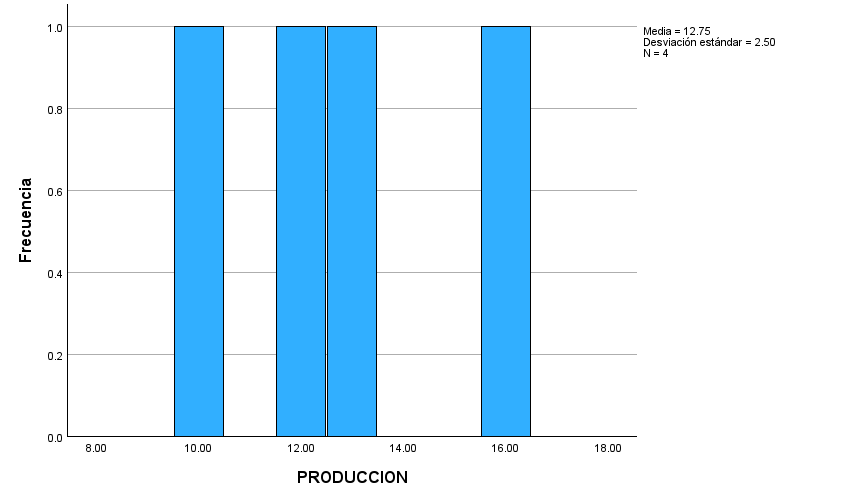 1.0
0.8
0.6
0.4
0.2
0.0
Frecuencia
8.00 10.00 12.00 14.00 16.00 18.00
PRODUCCION
Media = 12.75
Desviación estándar = 2.50
N = 4